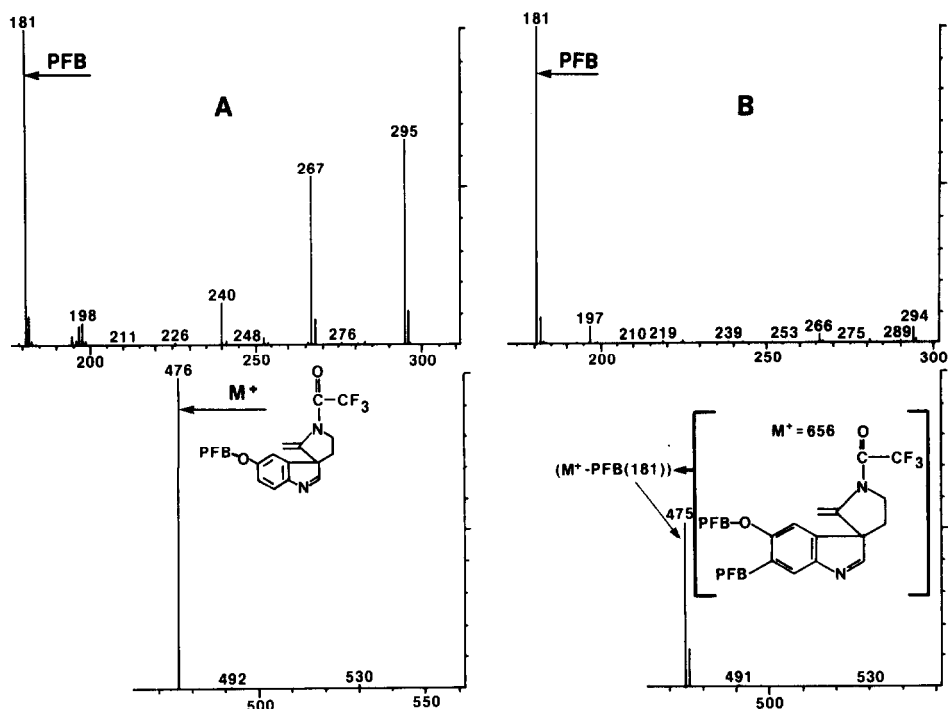 181
PFB
A
295
267
240
198
211
226
248
276
200
250
300
476
M+
O
C–CF3
N
PFB
O
N
492
530
500
550
181
PFB
B
197
210
219
239
253
266
275
289
294
200
250
300
M+ = 656
O
C–CF3
(M+-PFB(181))
N
475
PFB–O
PFB
N
491
530
500